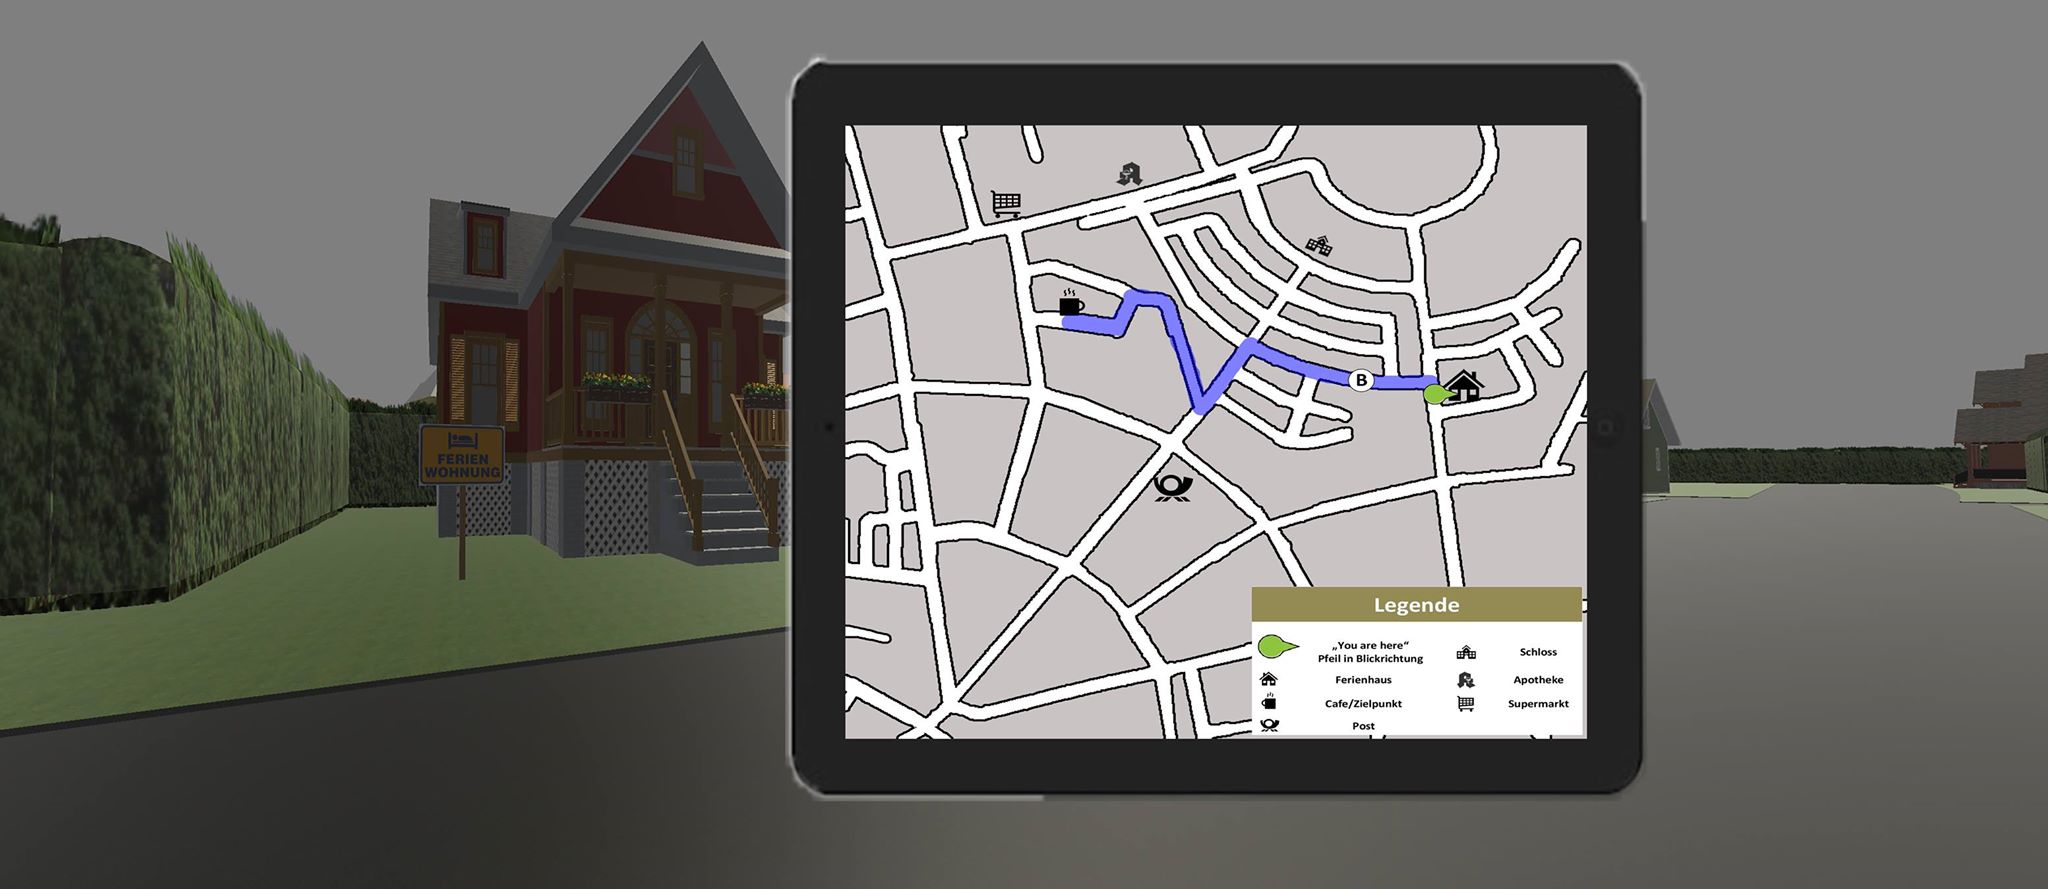 FERIEN
WOHNUNG
B
Legende
„You are here“
Pfeil in Blickrichtung
Schloss
Ferienhaus
Apotheke
Cafe/Zielpunkt
Supermarkt
Post